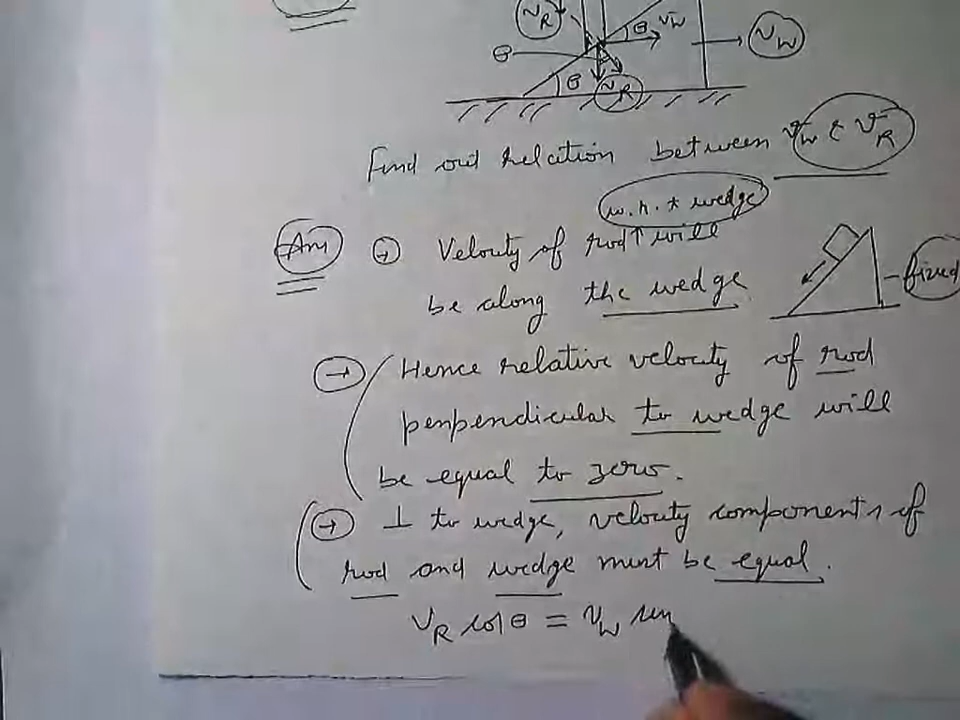 v_R
θ v_W
v_W
θ
θ
v_R
Find out relation between v_W & v_R
w.r.t wedge
Ans → Velouty of rod ↑ will
be along the wedge
fixed
→ Hence relative velocity of rod
perpendicular to wedge will
be equal to zero.
→ ⊥ to wedge, velouty components of
rod and wedge must be equal.
V_R cos θ = v_W sin